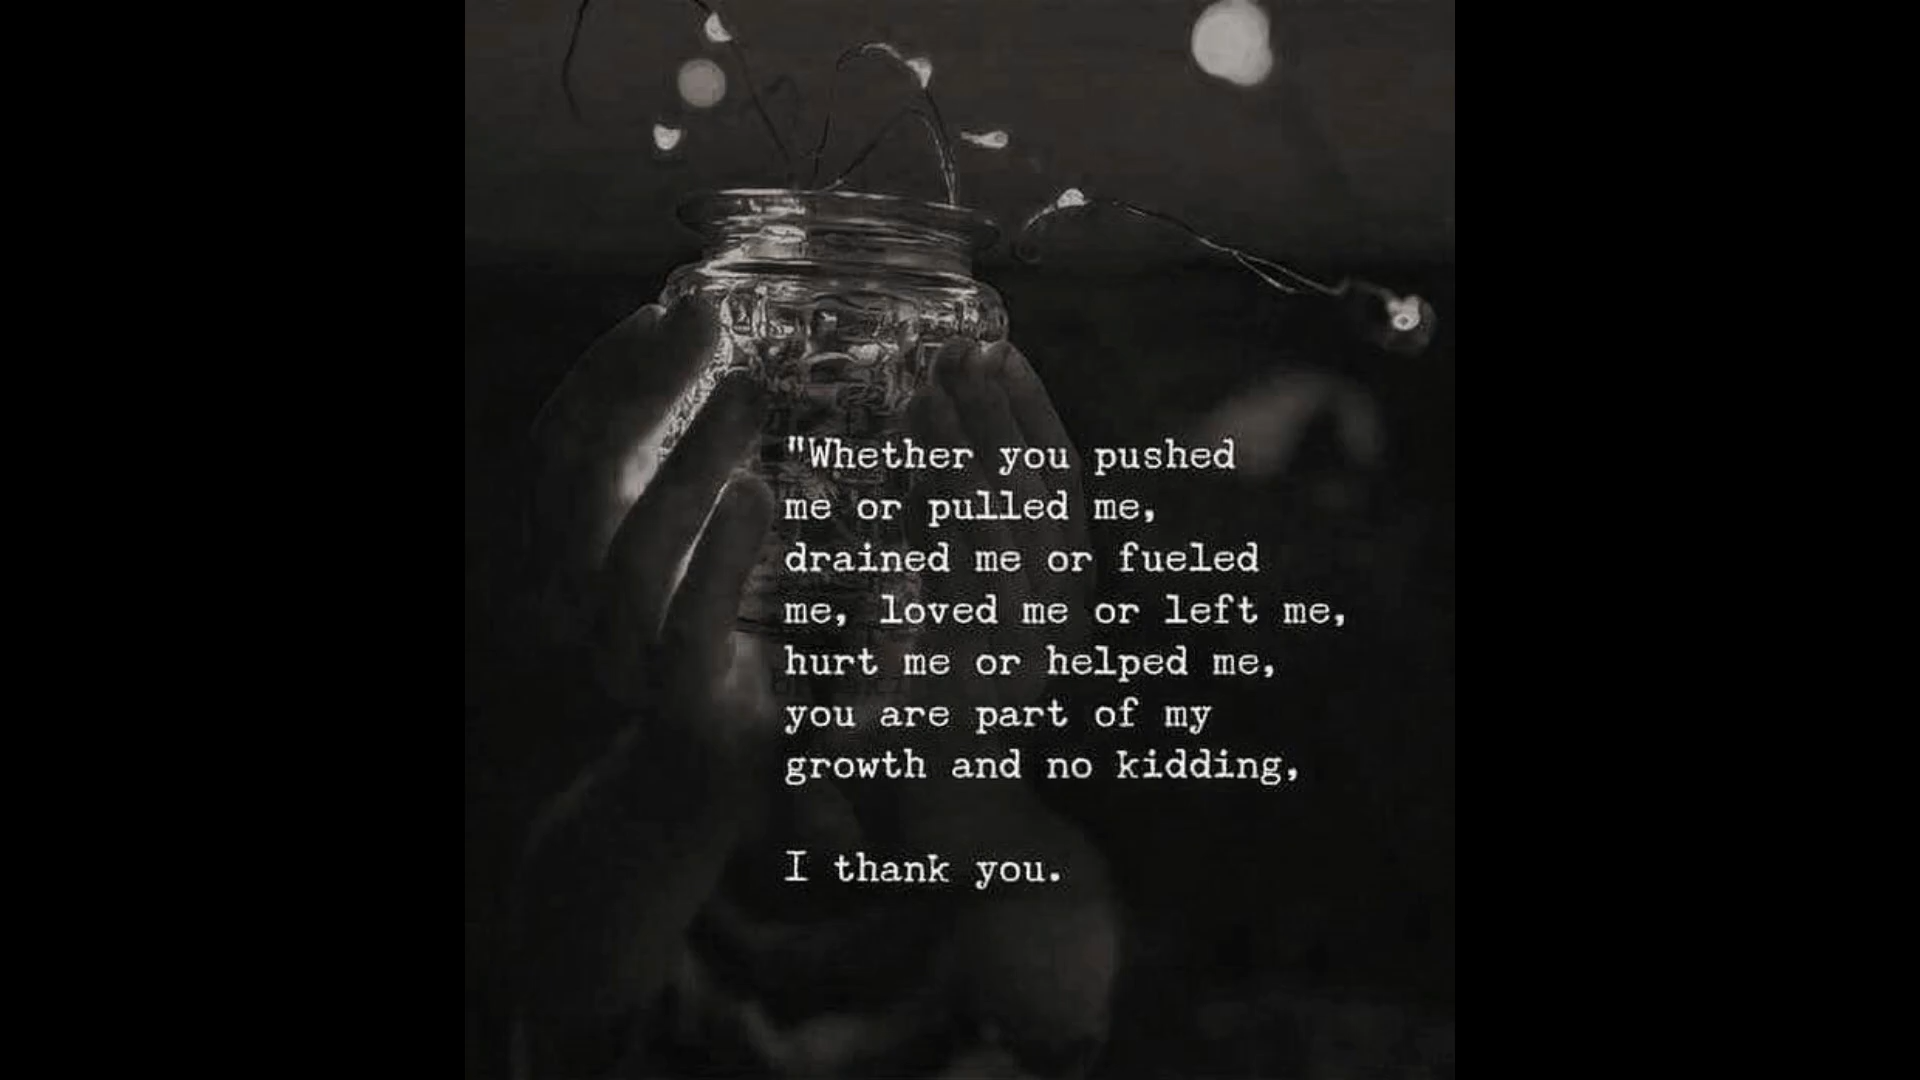 "Whether you pushed
me or pulled me,
drained me or fueled
me, loved me or left me,
hurt me or helped me,
you are part of my
growth and no kidding,
I thank you.